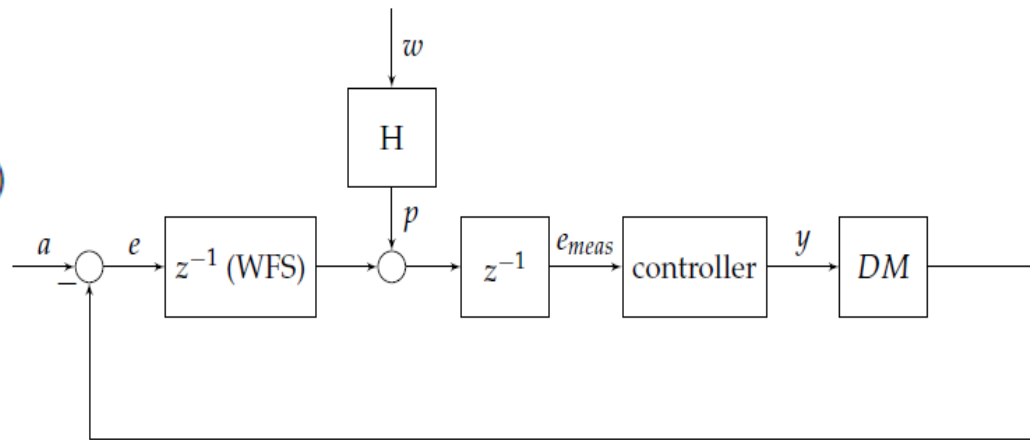 w
H
p
a
e
z⁻¹ (WFS)
z⁻¹
e_meas
controller
y
DM
−